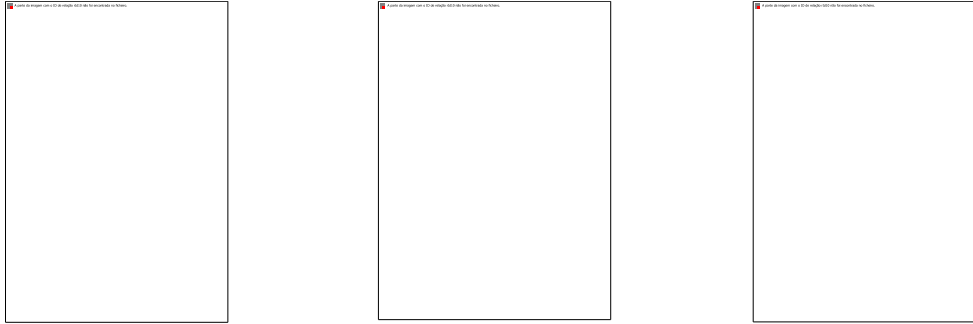 A parte da imagem com o ID de relação não foi encontrada no ficheiro.
A parte da imagem com o ID de relação não foi encontrada no ficheiro.
A parte da imagem com o ID de relação não foi encontrada no ficheiro.